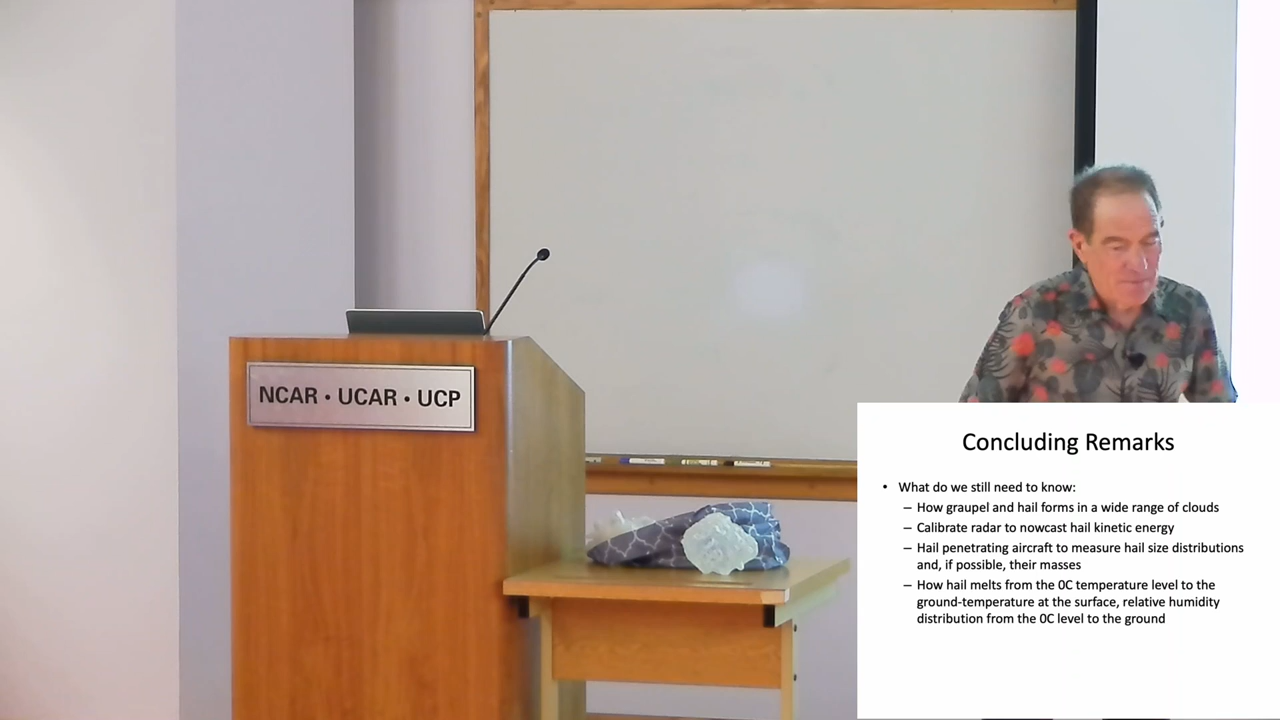 NCAR • UCAR • UCP
Concluding Remarks
• What do we still need to know:
– How graupel and hail forms in a wide range of clouds
– Calibrate radar to nowcast hail kinetic energy
– Hail penetrating aircraft to measure hail size distributions
and, if possible, their masses
– How hail melts from the 0C temperature level to the
ground-temperature at the surface, relative humidity
distribution from the 0C level to the ground